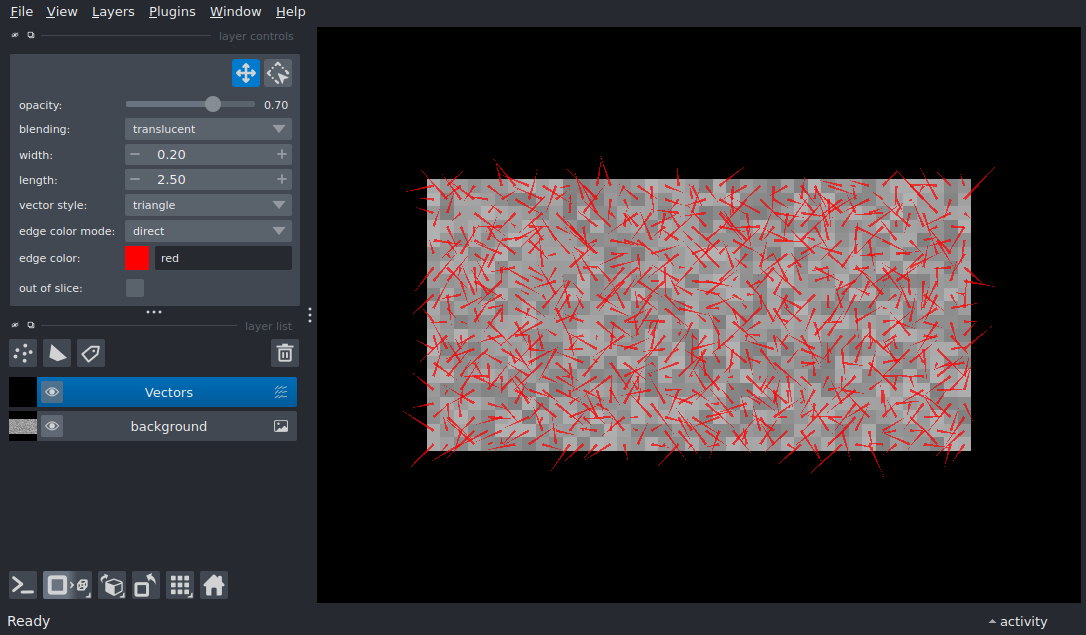 File View Layers Plugins Window Help
layer controls
opacity: 0.70
blending: translucent
width: − 0.20 +
length: − 2.50 +
vector style: triangle
edge color mode: direct
edge color: red
out of slice:
layer list
Vectors
background
Ready activity